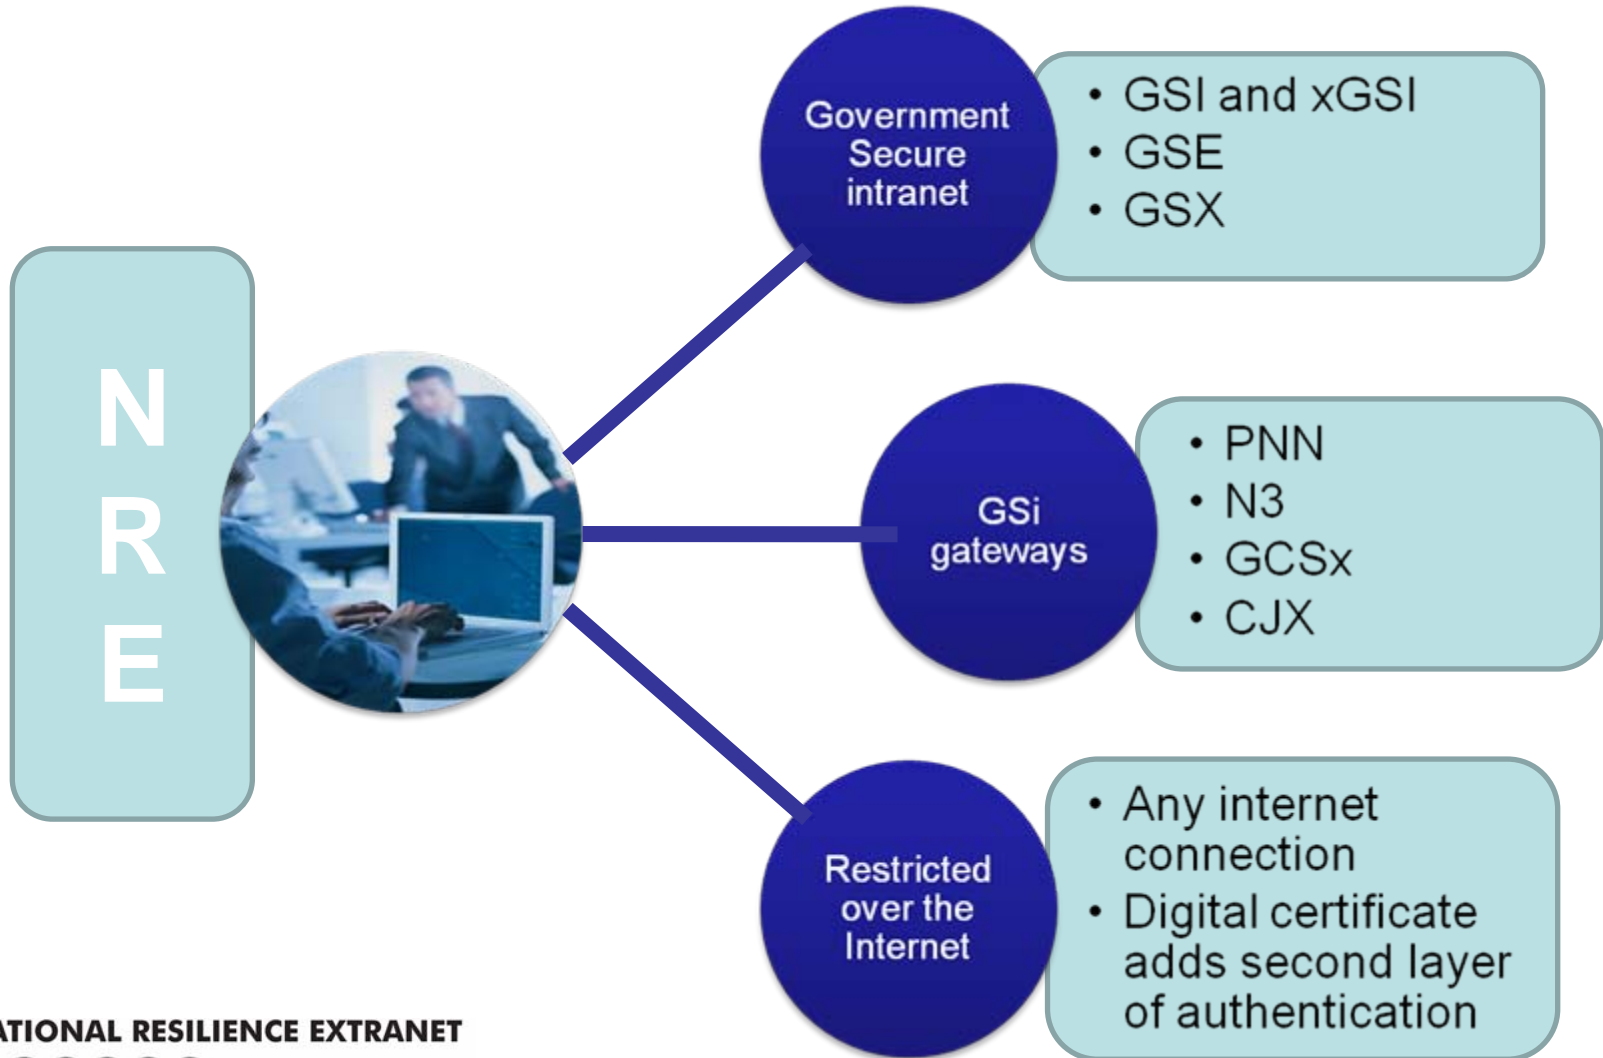 N
R
E
Government
Secure
intranet
• GSI and xGSI
• GSE
• GSX
GSi
gateways
• PNN
• N3
• GCSx
• CJX
Restricted
over the
Internet
• Any internet
connection
• Digital certificate
adds second layer
of authentication
ATIONAL RESILIENCE EXTRANET